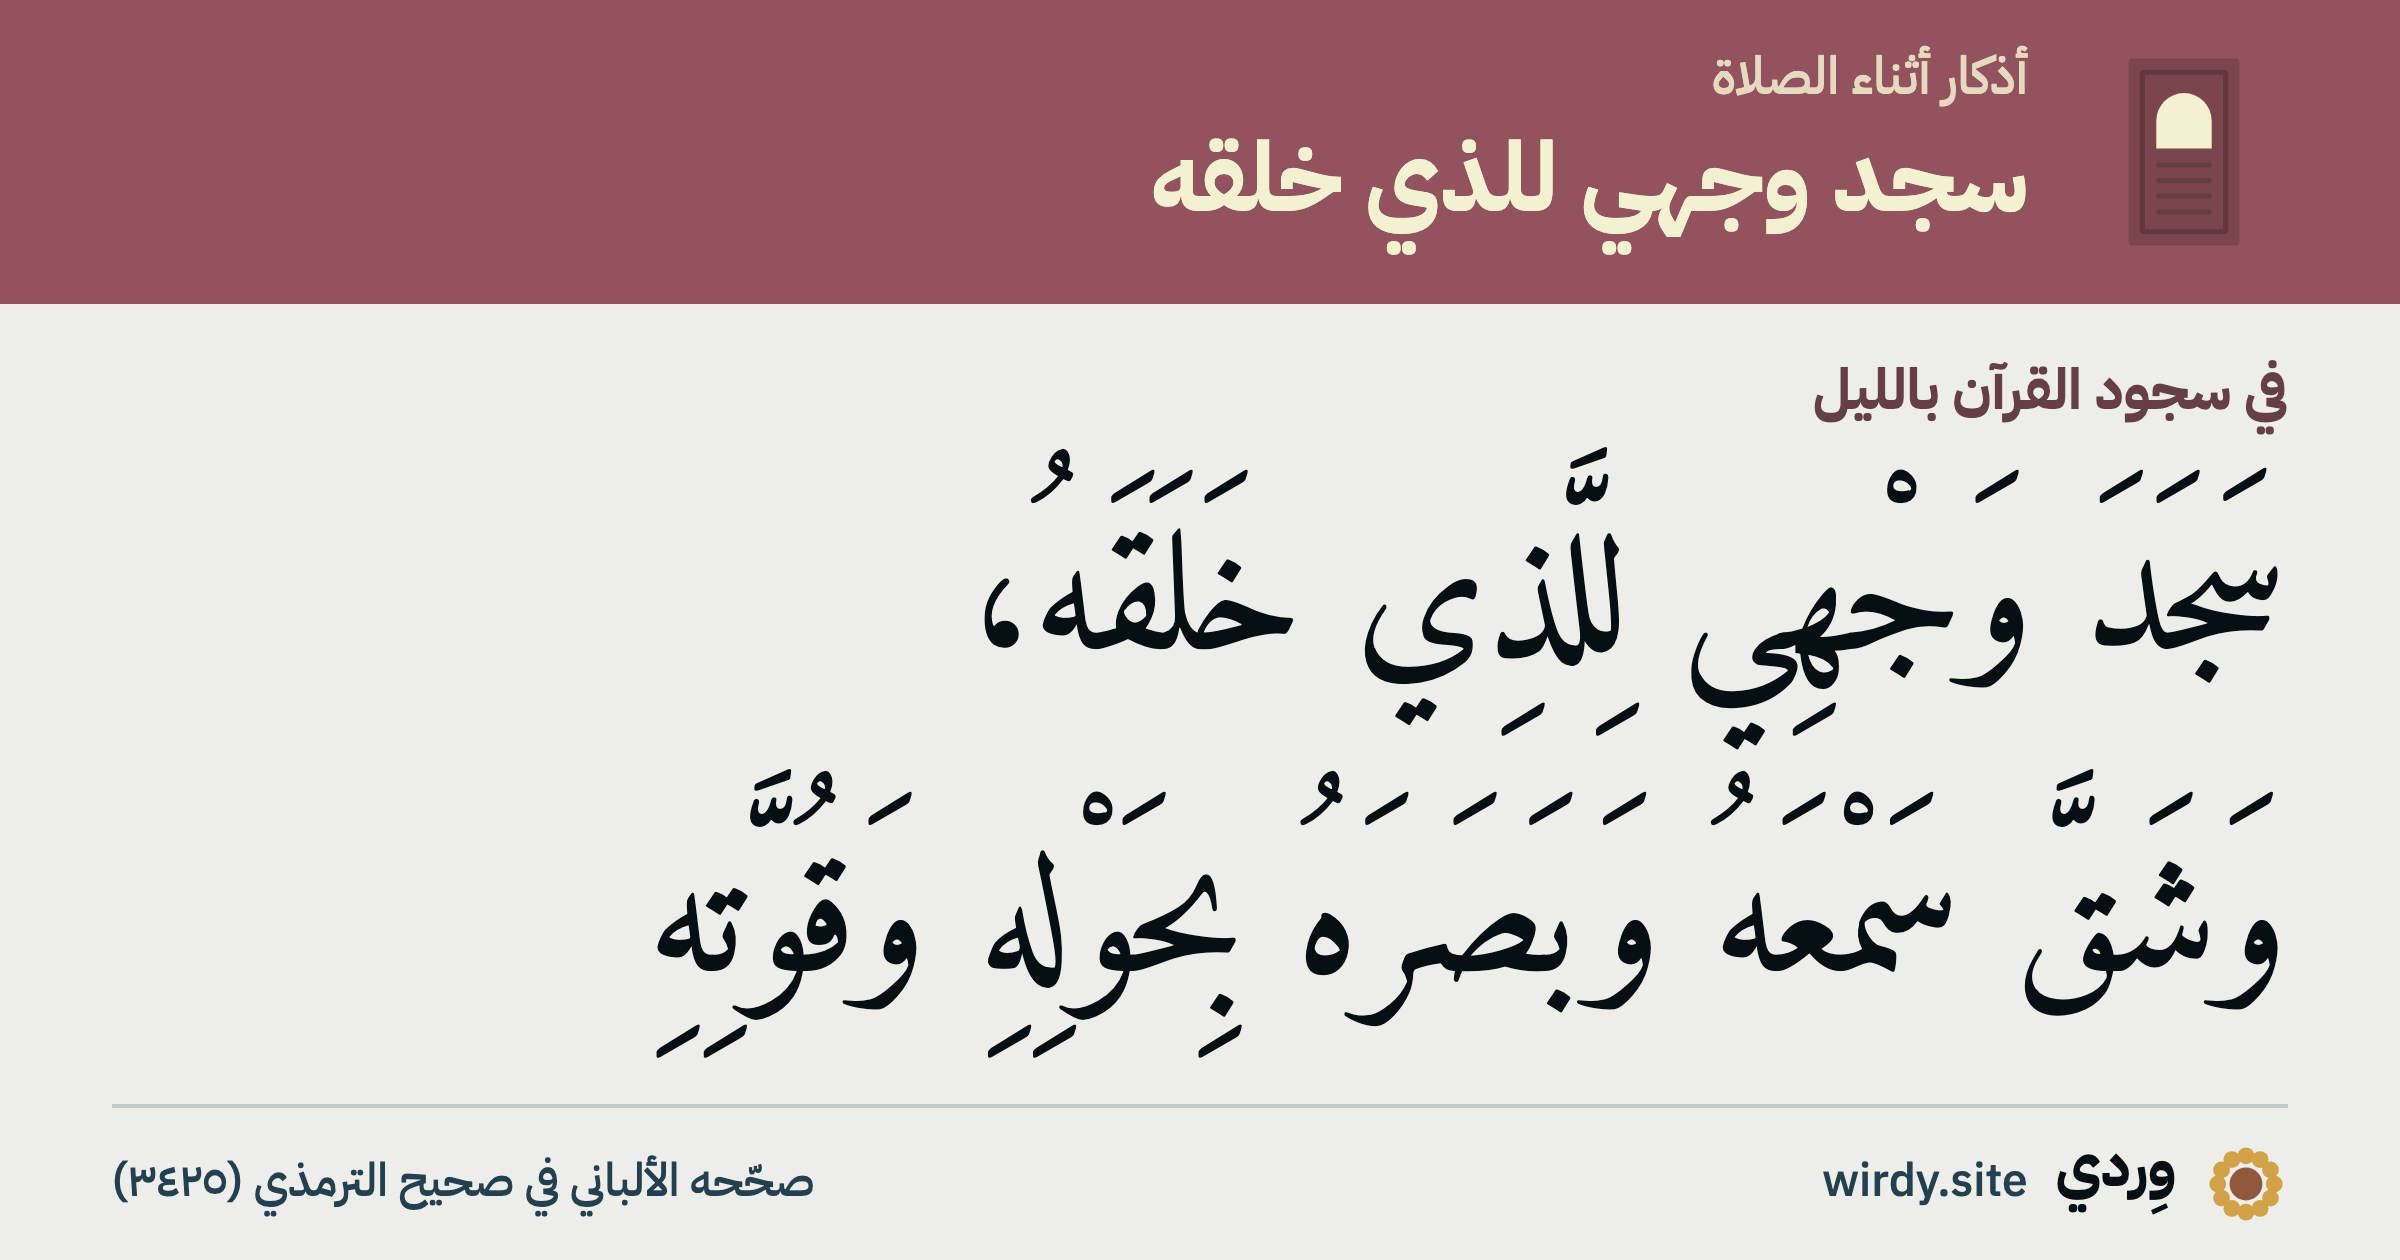 أذكار أثناء الصلاة
سجد وجهي للذي خلقه
في سجود القرآن بالليل
سَجَدَ وَجْهِي لِلَّذِي خَلَقَهُ،
وَشَقَّ سَمْعَهُ وَبَصَرَهُ بِحَوْلِهِ وَقُوَّتِهِ
وِردي wirdy.site
صحّحه الألباني في صحيح الترمذي (٣٤٢٥)